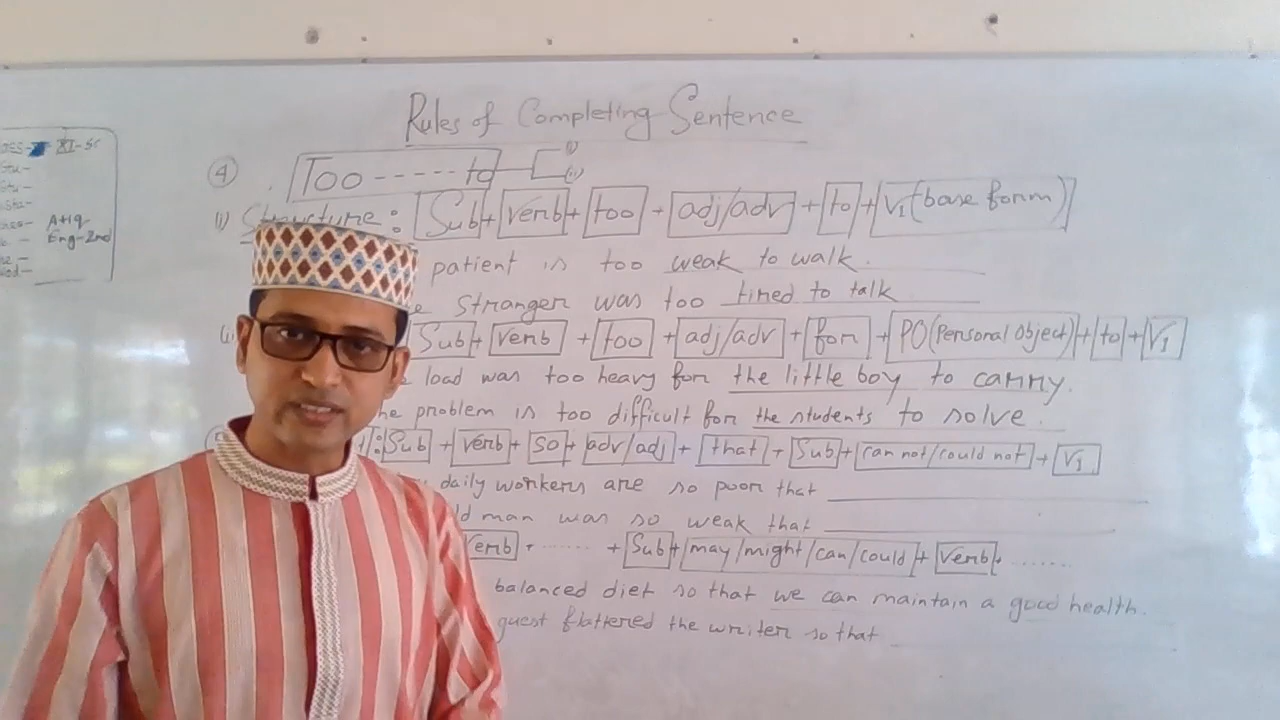 Rules of Completing Sentence
④ Too ----- to (i) (ii)
(i) Structure: Sub + verb + too + adj/adv + to + V₁ (base form)
patient is too weak to walk.
stranger was too tired to talk
Sub + verb + too + adj/adv + for + PO (Personal Object) + to + V₁
load was too heavy for the little boy to carry.
problem is too difficult for the students to solve.
: Sub + verb + so + adv/adj + that + Sub + can not/could not + V₁
daily workers are so poor that
man was so weak that
Verb + ...... + Sub + may/might/can/could + Verb + .......
balanced diet so that we can maintain a good health.
guest flattered the writer so that
XI-Sc
Atiq
Eng-2nd